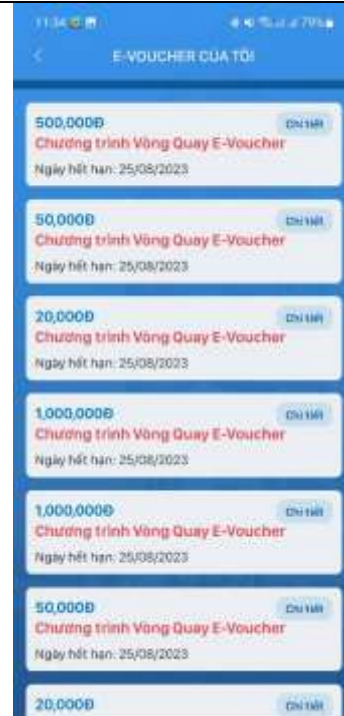 11:34
79%
E-VOUCHER CỦA TÔI
500,000Đ
Chi tiết
Chương trình Vòng Quay E-Voucher
Ngày hết hạn: 25/08/2023
50,000Đ
Chi tiết
Chương trình Vòng Quay E-Voucher
Ngày hết hạn: 25/08/2023
20,000Đ
Chi tiết
Chương trình Vòng Quay E-Voucher
Ngày hết hạn: 25/08/2023
1,000,000Đ
Chi tiết
Chương trình Vòng Quay E-Voucher
Ngày hết hạn: 25/08/2023
1,000,000Đ
Chi tiết
Chương trình Vòng Quay E-Voucher
Ngày hết hạn: 25/08/2023
50,000Đ
Chi tiết
Chương trình Vòng Quay E-Voucher
Ngày hết hạn: 25/08/2023
20,000Đ
Chi tiết